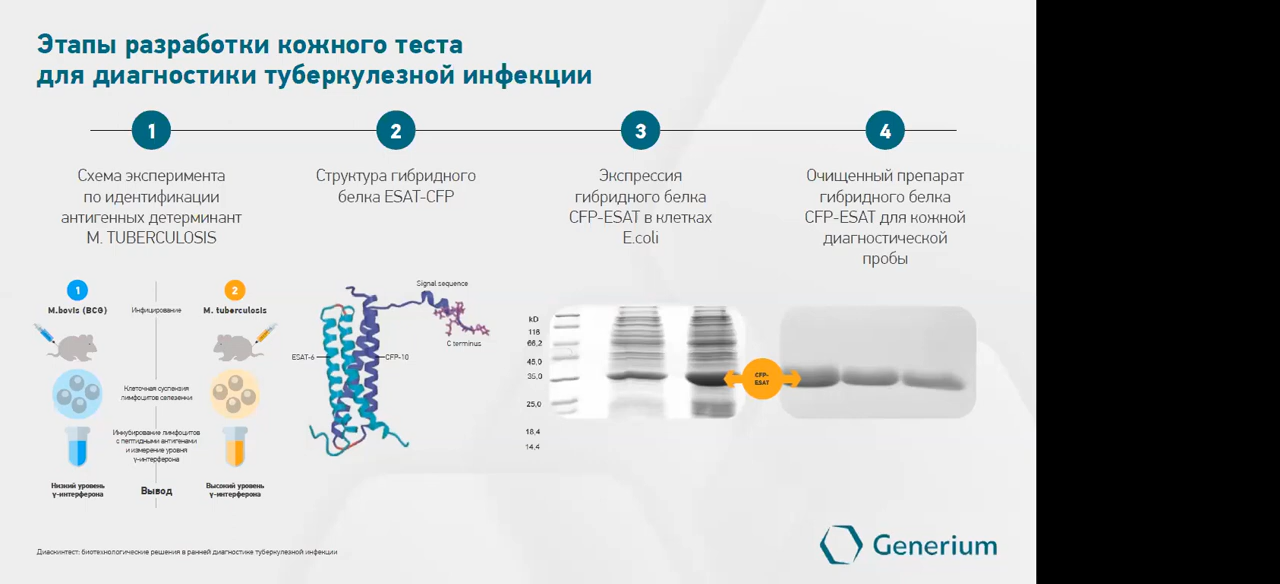 Этапы разработки кожного теста
для диагностики туберкулезной инфекции
1
2
3
4
Схема эксперимента
по идентификации
антигенных детерминант
M. TUBERCULOSIS
Структура гибридного
белка ESAT-CFP
Экспрессия
гибридного белка
CFP-ESAT в клетках
E.coli
Очищенный препарат
гибридного белка
CFP-ESAT для кожной
диагностической
пробы
1
M.bovis (BCG)
Инфицирование
2
M. tuberculosis
Клеточная суспензия
лимфоцитов селезенки
Инкубирование лимфоцитов
с пептидными антигенами
и измерение уровня
γ-интерферона
Низкий уровень
γ-интерферона
Вывод
Высокий уровень
γ-интерферона
Signal sequence
C terminus
ESAT-6
CFP-10
kD
116
66,2
45,0
35,0
25,0
18,4
14,4
CFP-
ESAT
Диаскинтест: биотехнологические решения в ранней диагностике туберкулезной инфекции
Generium